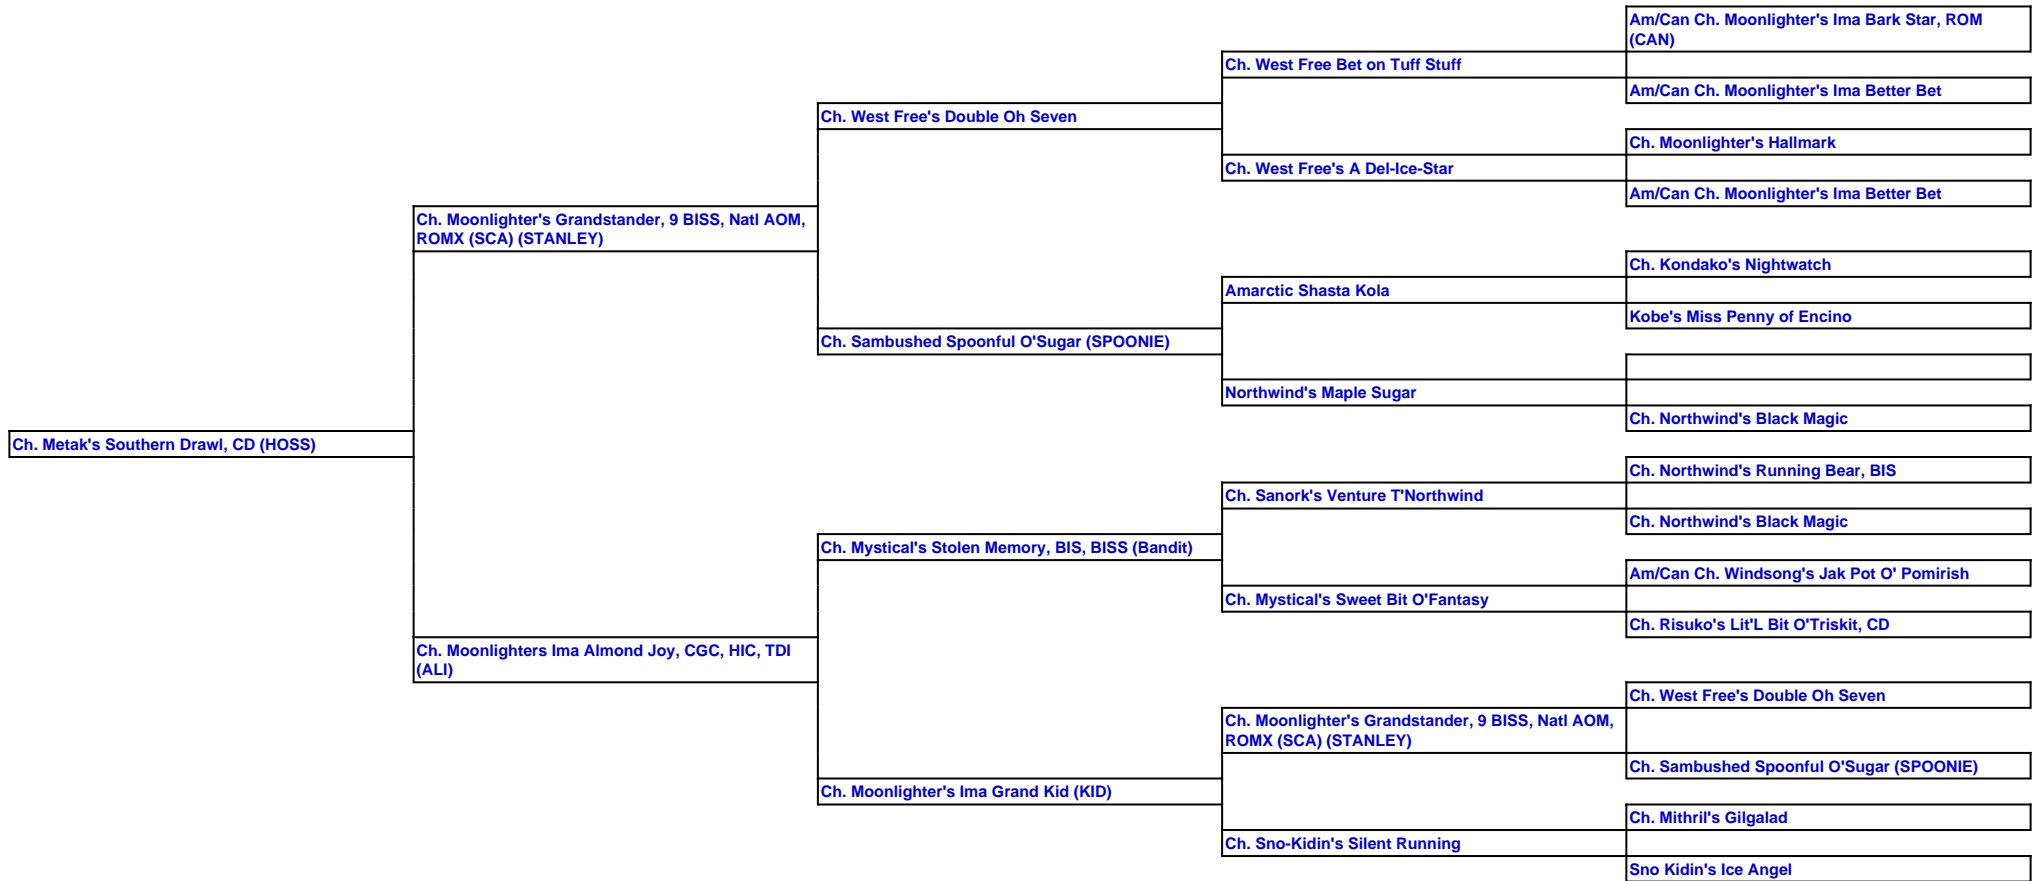 Am/Can Ch. Moonlighter's Ima Bark Star, ROM
(CAN)
Ch. West Free Bet on Tuff Stuff
Am/Can Ch. Moonlighter's Ima Better Bet
Ch. West Free's Double Oh Seven
Ch. Moonlighter's Hallmark
Ch. West Free's A Del-Ice-Star
Am/Can Ch. Moonlighter's Ima Better Bet
Ch. Moonlighter's Grandstander, 9 BISS, Natl AOM,
ROMX (SCA) (STANLEY)
Ch. Kondako's Nightwatch
Amarctic Shasta Kola
Kobe's Miss Penny of Encino
Ch. Sambushed Spoonful O'Sugar (SPOONIE)
Northwind's Maple Sugar
Ch. Northwind's Black Magic
Ch. Metak's Southern Drawl, CD (HOSS)
Ch. Northwind's Running Bear, BIS
Ch. Sanork's Venture T'Northwind
Ch. Northwind's Black Magic
Ch. Mystical's Stolen Memory, BIS, BISS (Bandit)
Am/Can Ch. Windsong's Jak Pot O' Pomirish
Ch. Mystical's Sweet Bit O'Fantasy
Ch. Risuko's Lit'L Bit O'Triskit, CD
Ch. Moonlighters Ima Almond Joy, CGC, HIC, TDI
(ALI)
Ch. West Free's Double Oh Seven
Ch. Moonlighter's Grandstander, 9 BISS, Natl AOM,
ROMX (SCA) (STANLEY)
Ch. Sambushed Spoonful O'Sugar (SPOONIE)
Ch. Moonlighter's Ima Grand Kid (KID)
Ch. Mithril's Gilgalad
Ch. Sno-Kidin's Silent Running
Sno Kidin's Ice Angel